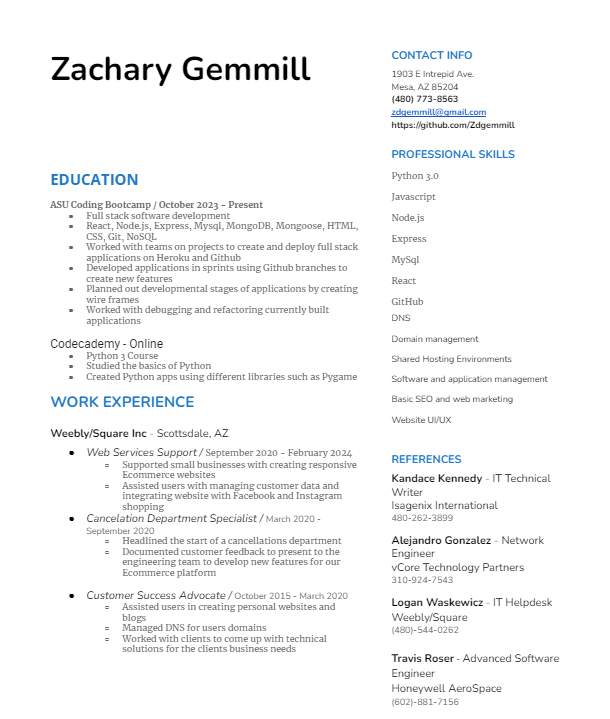 Zachary Gemmill
EDUCATION
ASU Coding Bootcamp / October 2023 - Present
Full stack software development
React, Node.js, Express, Mysql, MongoDB, Mongoose, HTML,
CSS, Git, NoSQL
Worked with teams on projects to create and deploy full stack
applications on Heroku and Github
Developed applications in sprints using Github branches to
create new features
Planned out developmental stages of applications by creating
wire frames
Worked with debugging and refactoring currently built
applications
Codecademy - Online
Python 3 Course
Studied the basics of Python
Created Python apps using different libraries such as Pygame
WORK EXPERIENCE
Weebly/Square Inc - Scottsdale, AZ
Web Services Support / September 2020 - February 2024
Supported small businesses with creating responsive
Ecommerce websites
Assisted users with managing customer data and
integrating website with Facebook and Instagram
shopping
Cancelation Department Specialist / March 2020 -
September 2020
Headlined the start of a cancellations department
Documented customer feedback to present to the
engineering team to develop new features for our
Ecommerce platform
Customer Success Advocate / October 2015 - March 2020
Assisted users in creating personal websites and
blogs
Managed DNS for users domains
Worked with clients to come up with technical
solutions for the clients business needs
CONTACT INFO
1903 E Intrepid Ave.
Mesa, AZ 85204
(480) 773-8563
zdgemmill@gmail.com
https://github.com/Zdgemmill
PROFESSIONAL SKILLS
Python 3.0
Javascript
Node.js
Express
MySql
React
GitHub
DNS
Domain management
Shared Hosting Environments
Software and application management
Basic SEO and web marketing
Website UI/UX
REFERENCES
Kandace Kennedy - IT Technical
Writer
Isagenix International
480-262-3899
Alejandro Gonzalez - Network
Engineer
vCore Technology Partners
310-924-7543
Logan Waskewicz - IT Helpdesk
Weebly/Square
(480)-544-0262
Travis Roser - Advanced Software
Engineer
Honeywell AeroSpace
(602)-881-7156